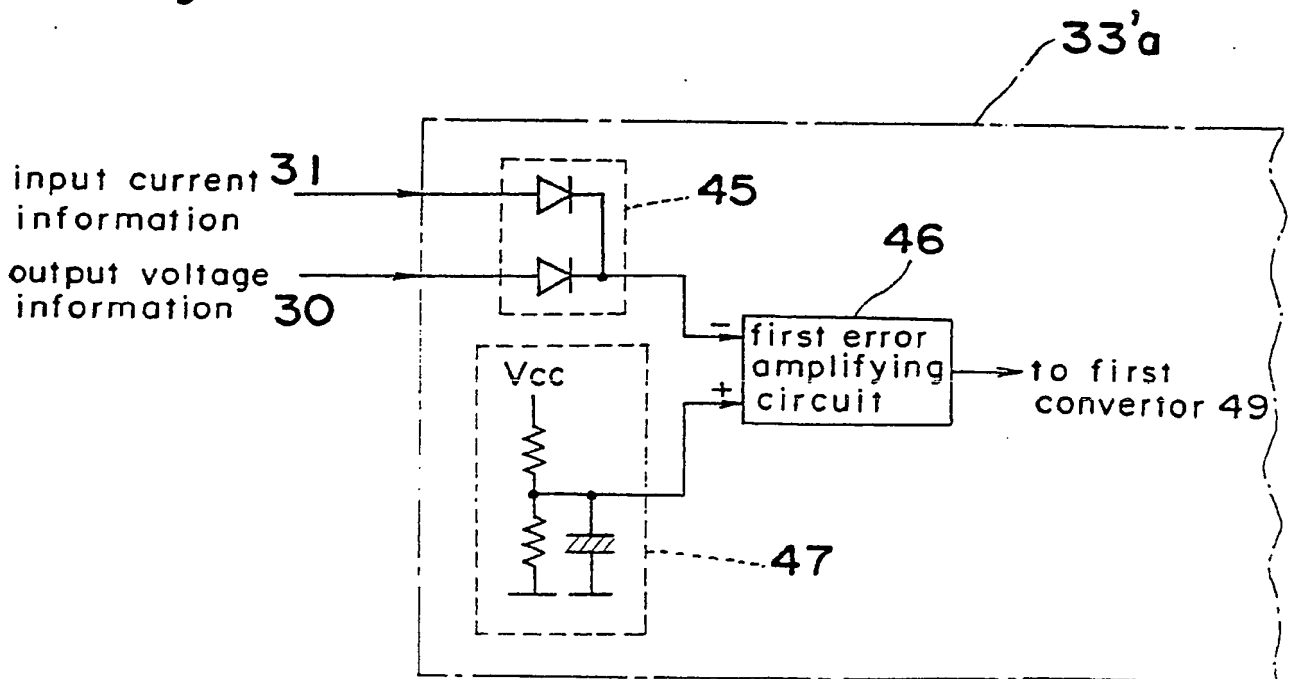 33'a
input current 31
information
45
output voltage
information 30
46
− first error
amplifying
+ circuit
to first
convertor 49
Vcc
47